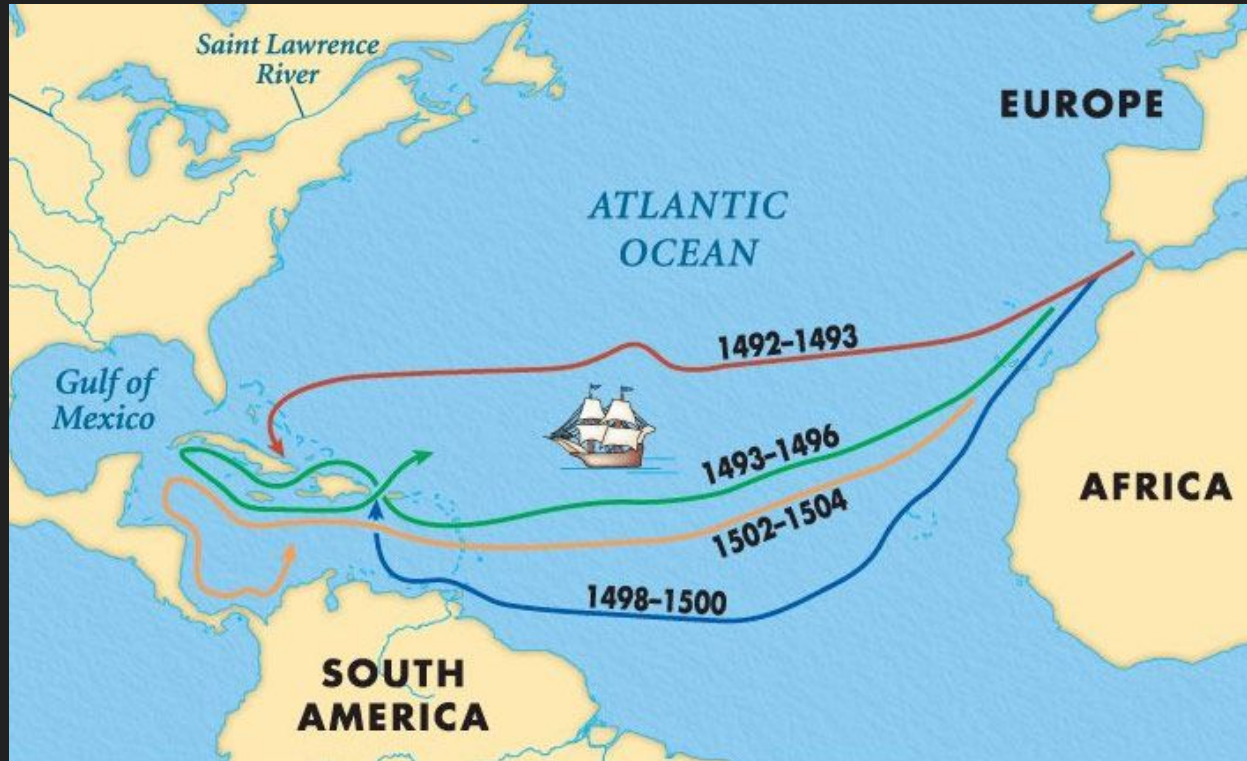 Saint Lawrence
River
EUROPE
ATLANTIC
OCEAN
1492–1493
Gulf of
Mexico
1493–1496
AFRICA
1502–1504
1498–1500
SOUTH
AMERICA